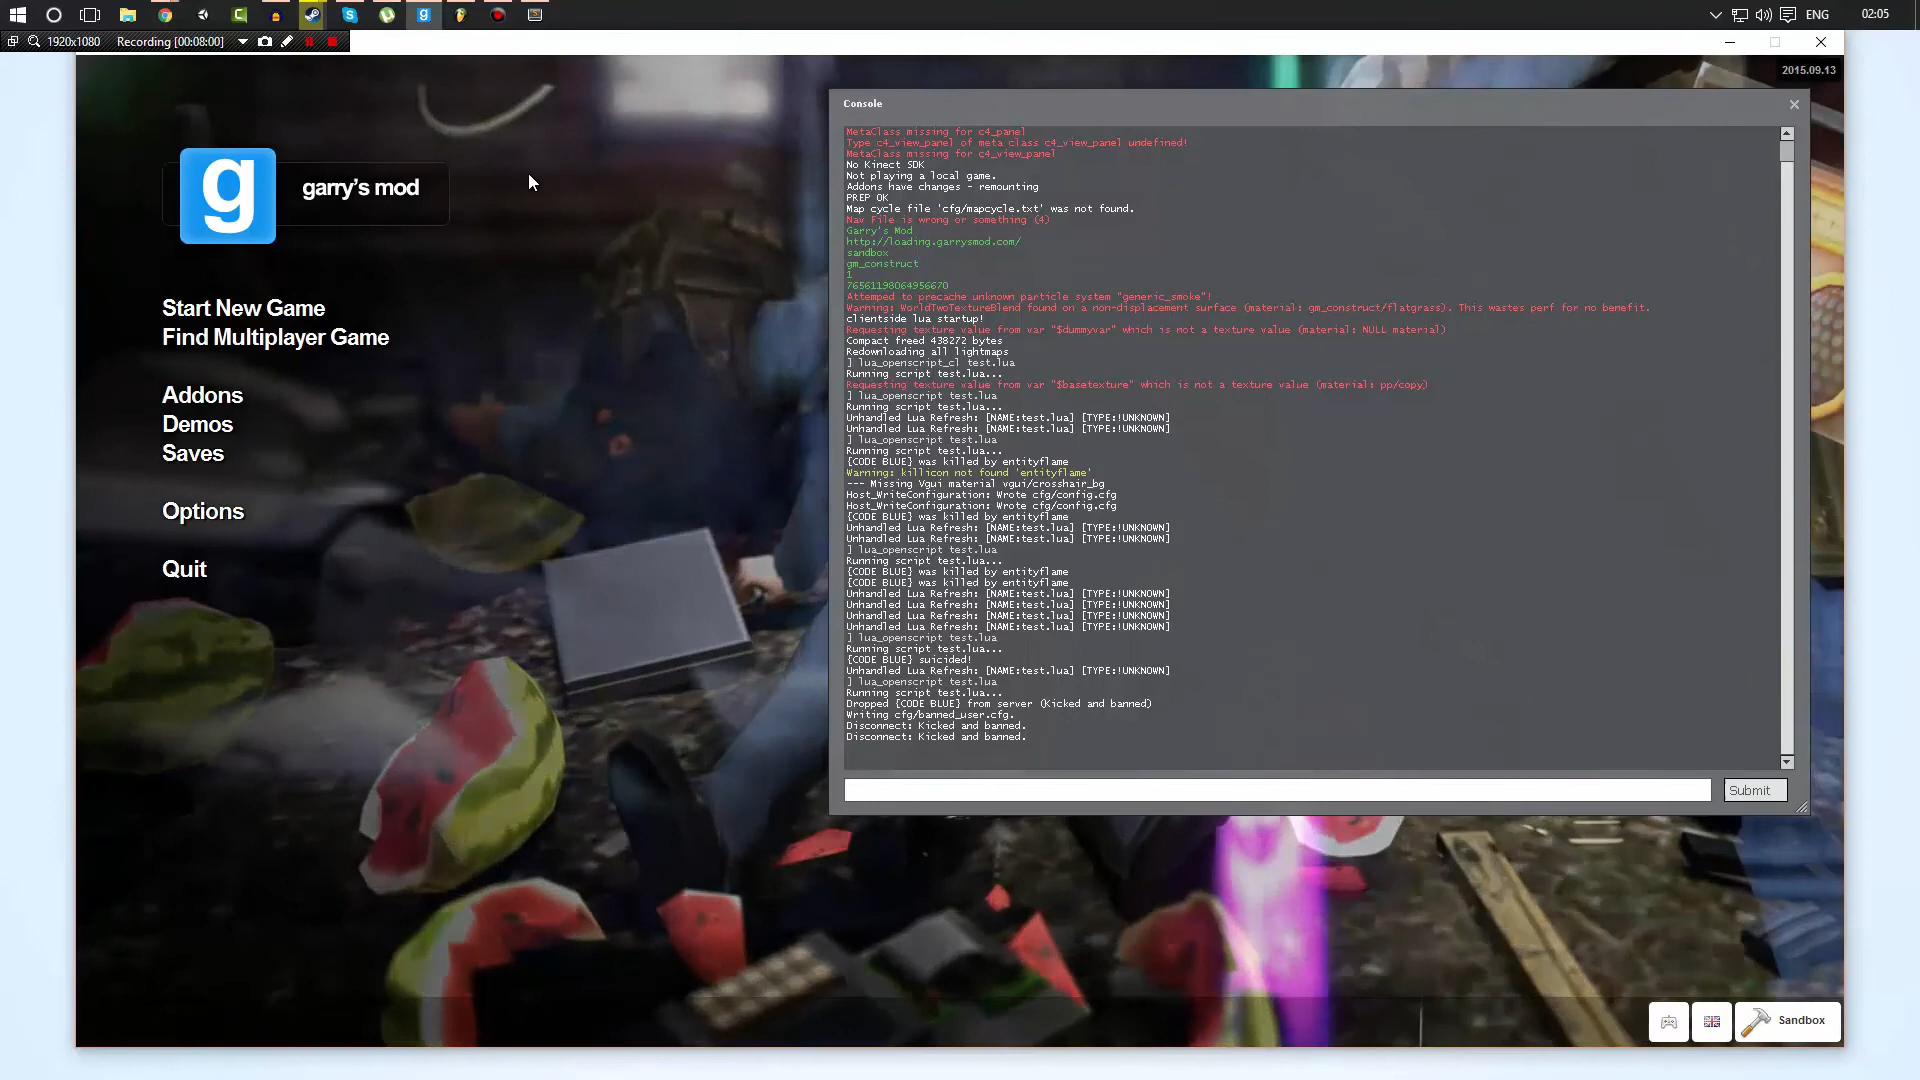 ENG
02:05
1920x1080
Recording [00:08:00]
2015.09.13
g
garry's mod
Start New Game
Find Multiplayer Game
Addons
Demos
Saves
Options
Quit
Console
MetaClass missing for c4_panel
Type c4_view_panel of meta class c4_view_panel undefined!
MetaClass missing for c4_view_panel
No Kinect SDK
Not playing a local game.
Addons have changes - remounting
PREP OK
Map cycle file 'cfg/mapcycle.txt' was not found.
Nav File is wrong or something (4)
Garry's Mod
http://loading.garrysmod.com/
sandbox
gm_construct
1
76561198064956670
Attemped to precache unknown particle system "generic_smoke"!
Warning: WorldTwoTextureBlend found on a non-displacement surface (material: gm_construct/flatgrass). This wastes perf for no benefit.
clientside lua startup!
Requesting texture value from var "$dummyvar" which is not a texture value (material: NULL material)
Compact freed 438272 bytes
Redownloading all lightmaps
] lua_openscript_cl test.lua
Running script test.lua...
Requesting texture value from var "$basetexture" which is not a texture value (material: pp/copy)
] lua_openscript test.lua
Running script test.lua...
Unhandled Lua Refresh: [NAME:test.lua] [TYPE:!UNKNOWN]
Unhandled Lua Refresh: [NAME:test.lua] [TYPE:!UNKNOWN]
] lua_openscript test.lua
Running script test.lua...
{CODE BLUE} was killed by entityflame
Warning: killicon not found 'entityflame'
--- Missing Vgui material vgui/crosshair_bg
Host_WriteConfiguration: Wrote cfg/config.cfg
Host_WriteConfiguration: Wrote cfg/config.cfg
{CODE BLUE} was killed by entityflame
Unhandled Lua Refresh: [NAME:test.lua] [TYPE:!UNKNOWN]
Unhandled Lua Refresh: [NAME:test.lua] [TYPE:!UNKNOWN]
] lua_openscript test.lua
Running script test.lua...
{CODE BLUE} was killed by entityflame
{CODE BLUE} was killed by entityflame
Unhandled Lua Refresh: [NAME:test.lua] [TYPE:!UNKNOWN]
Unhandled Lua Refresh: [NAME:test.lua] [TYPE:!UNKNOWN]
Unhandled Lua Refresh: [NAME:test.lua] [TYPE:!UNKNOWN]
Unhandled Lua Refresh: [NAME:test.lua] [TYPE:!UNKNOWN]
] lua_openscript test.lua
Running script test.lua...
{CODE BLUE} suicided!
Unhandled Lua Refresh: [NAME:test.lua] [TYPE:!UNKNOWN]
] lua_openscript test.lua
Running script test.lua...
Dropped {CODE BLUE} from server (Kicked and banned)
Writing cfg/banned_user.cfg.
Disconnect: Kicked and banned.
Disconnect: Kicked and banned.
Submit
Sandbox